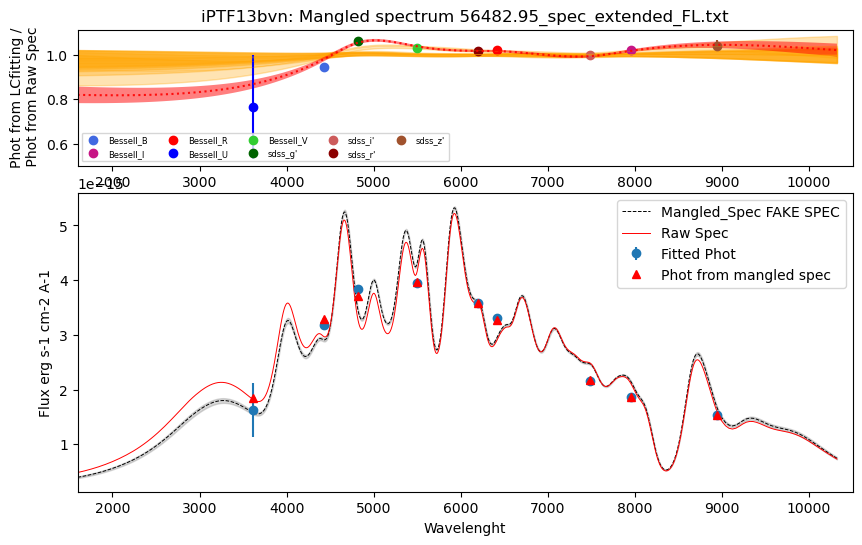 iPTF13bvn: Mangled spectrum 56482.95_spec_extended_FL.txt
Phot from LCfitting /
Phot from Raw Spec
1.0
0.8
0.6
Bessell_B
Bessell_R
Bessell_V
sdss_i'
sdss_z'
Bessell_I
Bessell_U
sdss_g'
sdss_r'
2000 3000 4000 5000 6000 7000 8000 9000 10000
1e−15
Mangled_Spec FAKE SPEC
Raw Spec
Fitted Phot
Phot from mangled spec
Flux erg s-1 cm-2 A-1
5
4
3
2
1
2000 3000 4000 5000 6000 7000 8000 9000 10000
Wavelenght